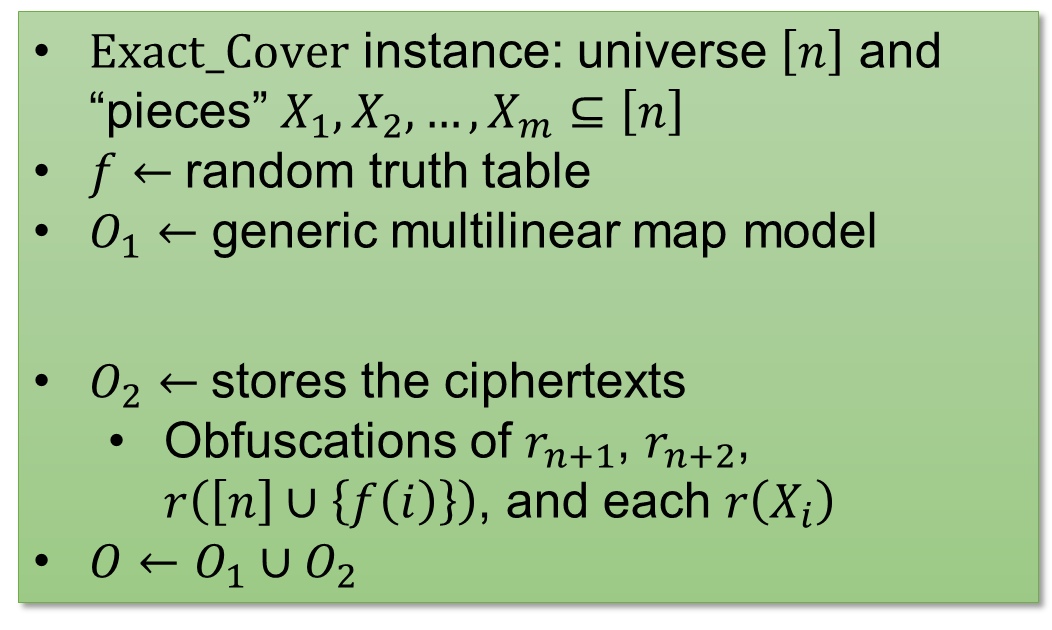 • Exact_Cover instance: universe [𝑛] and
“pieces” 𝑋₁, 𝑋₂, … , 𝑋ₘ ⊆ [𝑛]
• 𝑓 ← random truth table
• 𝑂₁ ← generic multilinear map model
• 𝑂₂ ← stores the ciphertexts
• Obfuscations of 𝑟ₙ₊₁, 𝑟ₙ₊₂,
𝑟([𝑛] ∪ {𝑓(𝑖)}), and each 𝑟(𝑋ᵢ)
• 𝑂 ← 𝑂₁ ∪ 𝑂₂